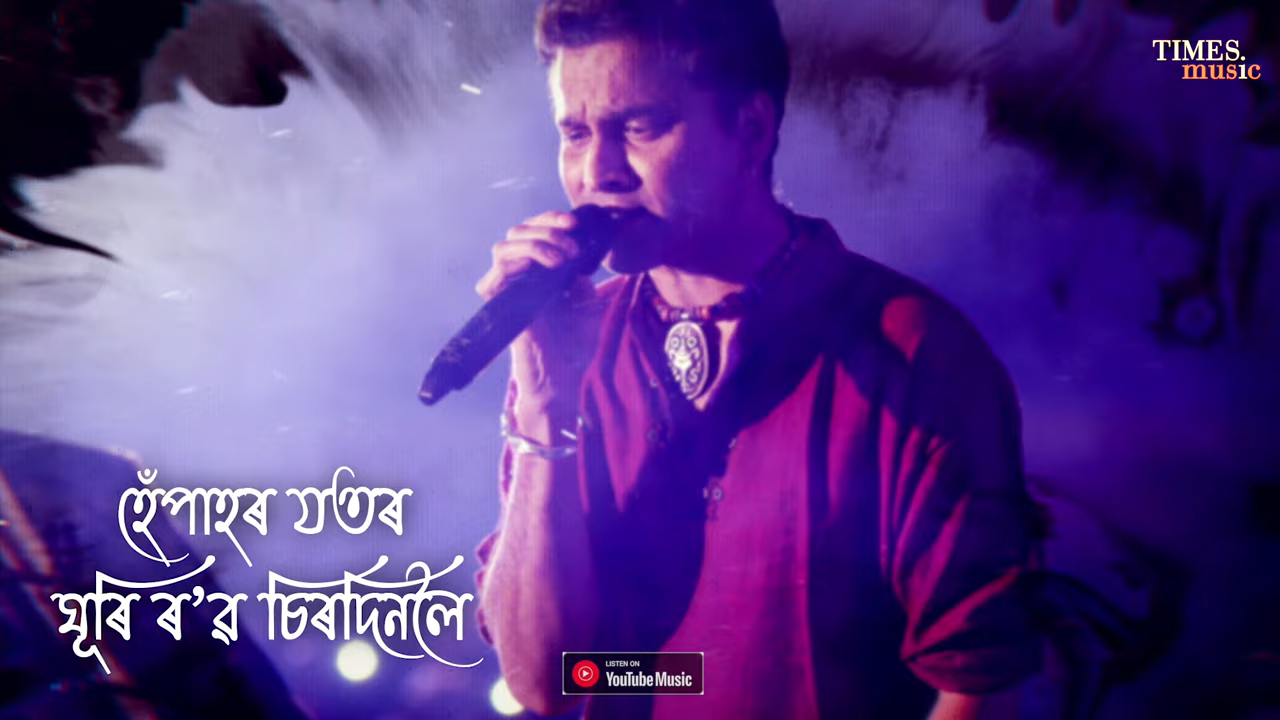 TIMES.
music
হেঁপাহৰ যতৰ
ঘূৰি ৰ'ৱ চিৰদিনলৈ
LISTEN ON
YouTube Music